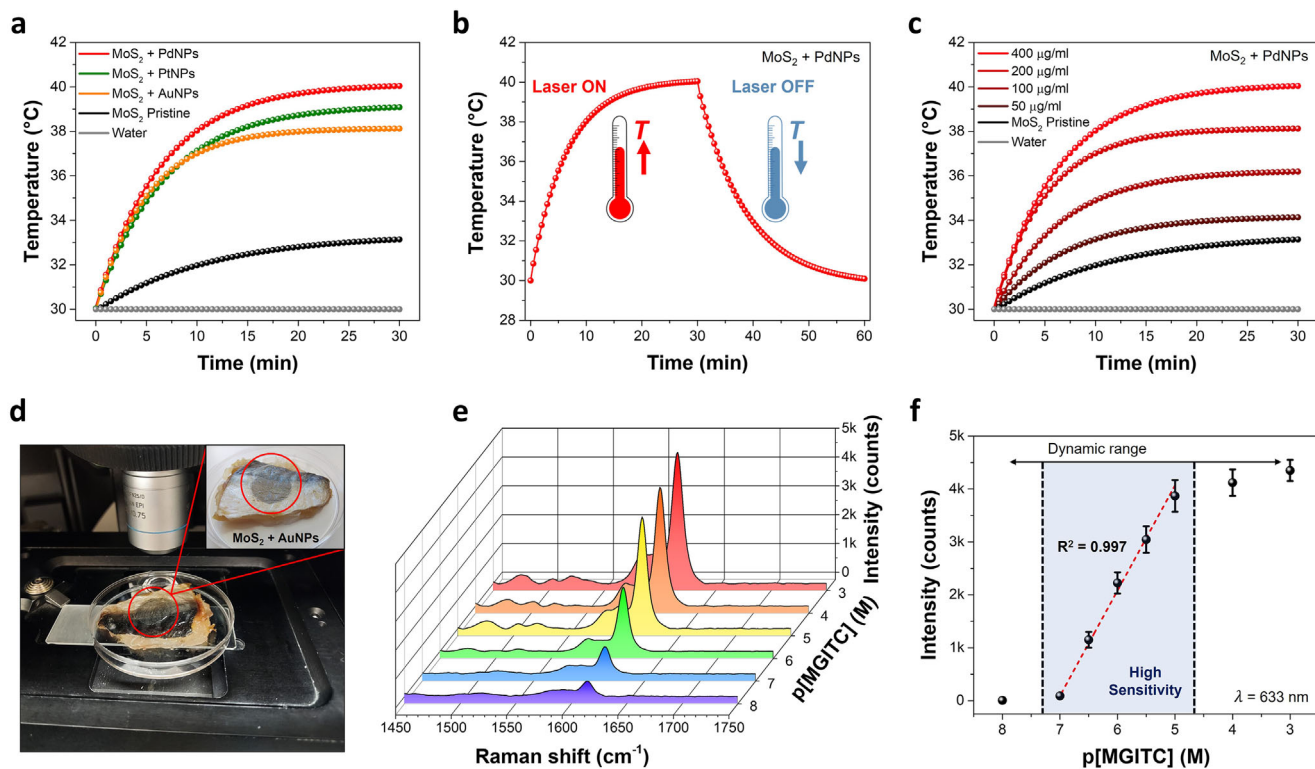 a
42
40
38
36
34
32
30
Temperature (°C)
MoS2 + PdNPs
MoS2 + PtNPs
MoS2 + AuNPs
MoS2 Pristine
Water
0 5 10 15 20 25 30
Time (min)
b
42
40
38
36
34
32
30
28
Temperature (°C)
MoS2 + PdNPs
Laser ON
Laser OFF
T
T
0 10 20 30 40 50 60
Time (min)
c
42
40
38
36
34
32
30
Temperature (°C)
400 μg/ml
200 μg/ml
100 μg/ml
50 μg/ml
MoS2 Pristine
Water
MoS2 + PdNPs
0 5 10 15 20 25 30
Time (min)
d
MoS2 + AuNPs
e
5k
4k
3k
2k
1k
0
Intensity (counts)
3
4
5
6
7
8
p[MGITC] (M)
1450 1500 1550 1600 1650 1700 1750
Raman shift (cm-1)
f
5k
4k
3k
2k
1k
0
Intensity (counts)
Dynamic range
R2 = 0.997
High
Sensitivity
λ = 633 nm
8 7 6 5 4 3
p[MGITC] (M)